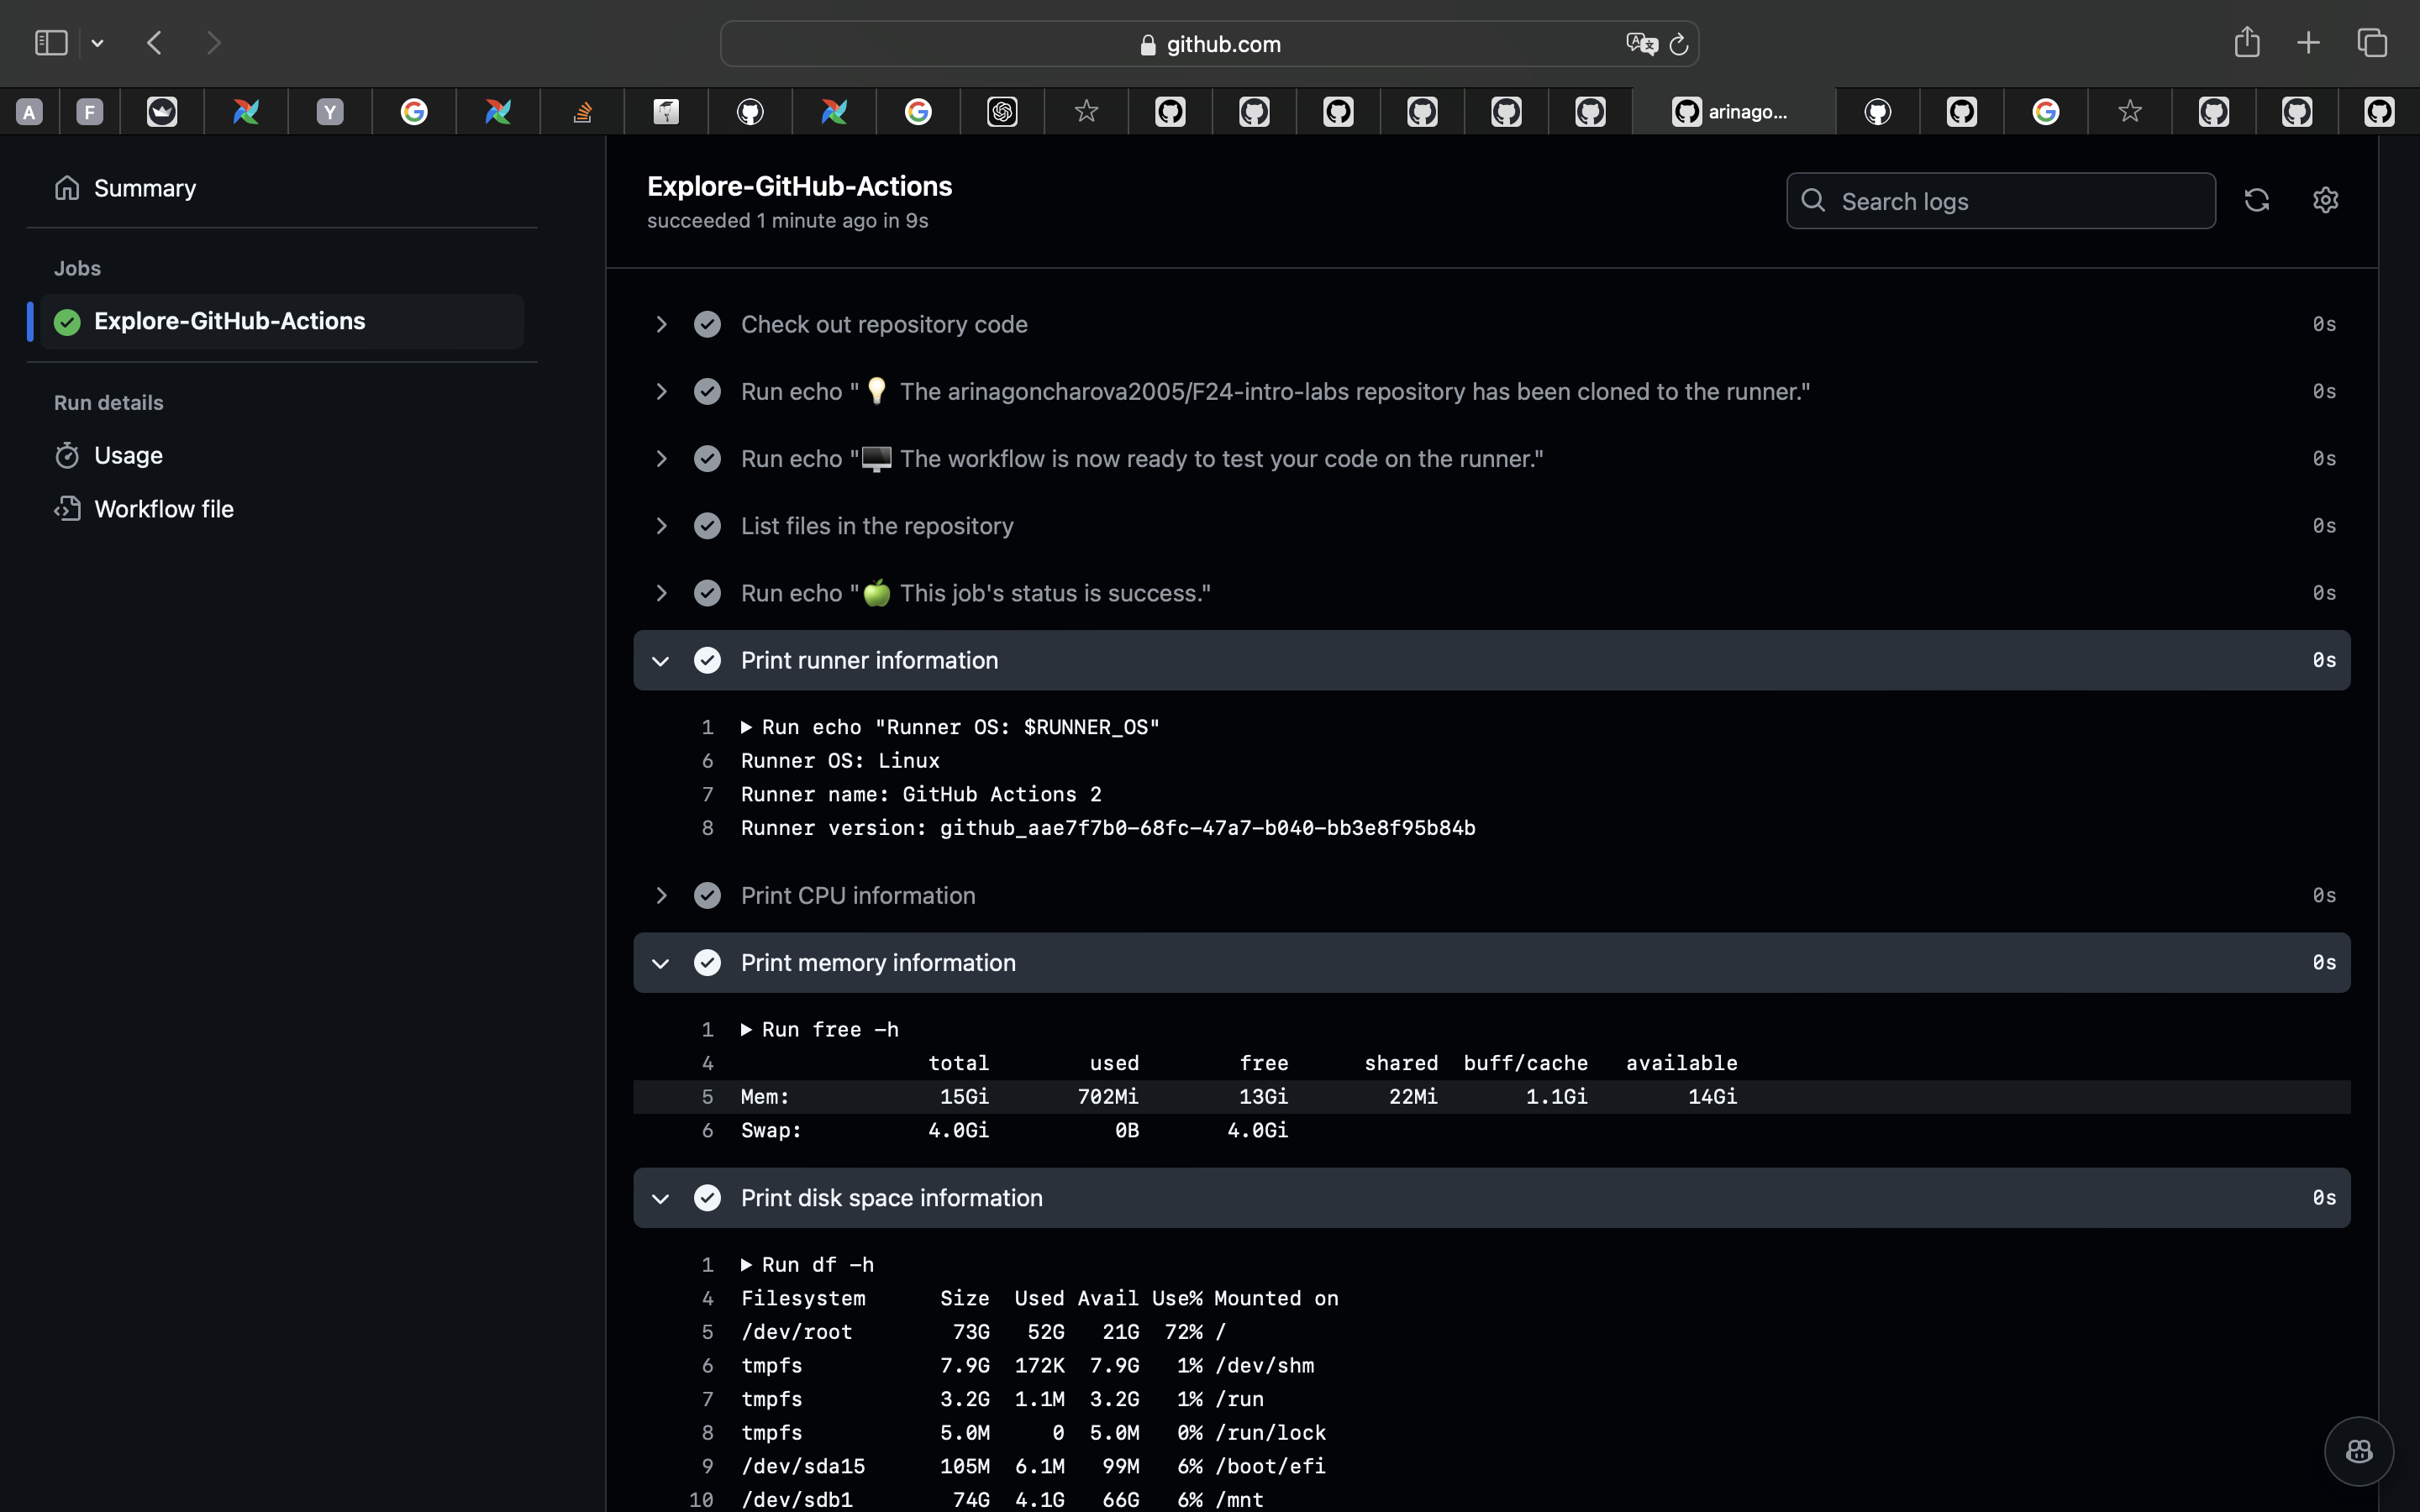 github.com
A
F
Y
arinago...
Summary
Jobs
Explore-GitHub-Actions
Run details
Usage
Workflow file
Explore-GitHub-Actions
succeeded 1 minute ago in 9s
Search logs
Check out repository code 0s
Run echo "💡 The arinagoncharova2005/F24-intro-labs repository has been cloned to the runner." 0s
Run echo "🖥️ The workflow is now ready to test your code on the runner." 0s
List files in the repository 0s
Run echo "🍏 This job's status is success." 0s
Print runner information 0s
1 ▶ Run echo "Runner OS: $RUNNER_OS"
6 Runner OS: Linux
7 Runner name: GitHub Actions 2
8 Runner version: github_aae7f7b0-68fc-47a7-b040-bb3e8f95b84b
Print CPU information 0s
Print memory information 0s
1 ▶ Run free -h
4 total used free shared buff/cache available
5 Mem: 15Gi 702Mi 13Gi 22Mi 1.1Gi 14Gi
6 Swap: 4.0Gi 0B 4.0Gi
Print disk space information 0s
1 ▶ Run df -h
4 Filesystem Size Used Avail Use% Mounted on
5 /dev/root 73G 52G 21G 72% /
6 tmpfs 7.9G 172K 7.9G 1% /dev/shm
7 tmpfs 3.2G 1.1M 3.2G 1% /run
8 tmpfs 5.0M 0 5.0M 0% /run/lock
9 /dev/sda15 105M 6.1M 99M 6% /boot/efi
10 /dev/sdb1 74G 4.1G 66G 6% /mnt